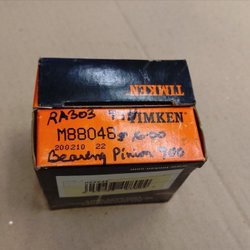 TIMKEN
RA303
TIMKEN
M88046
200210 22
Bearing Pinion